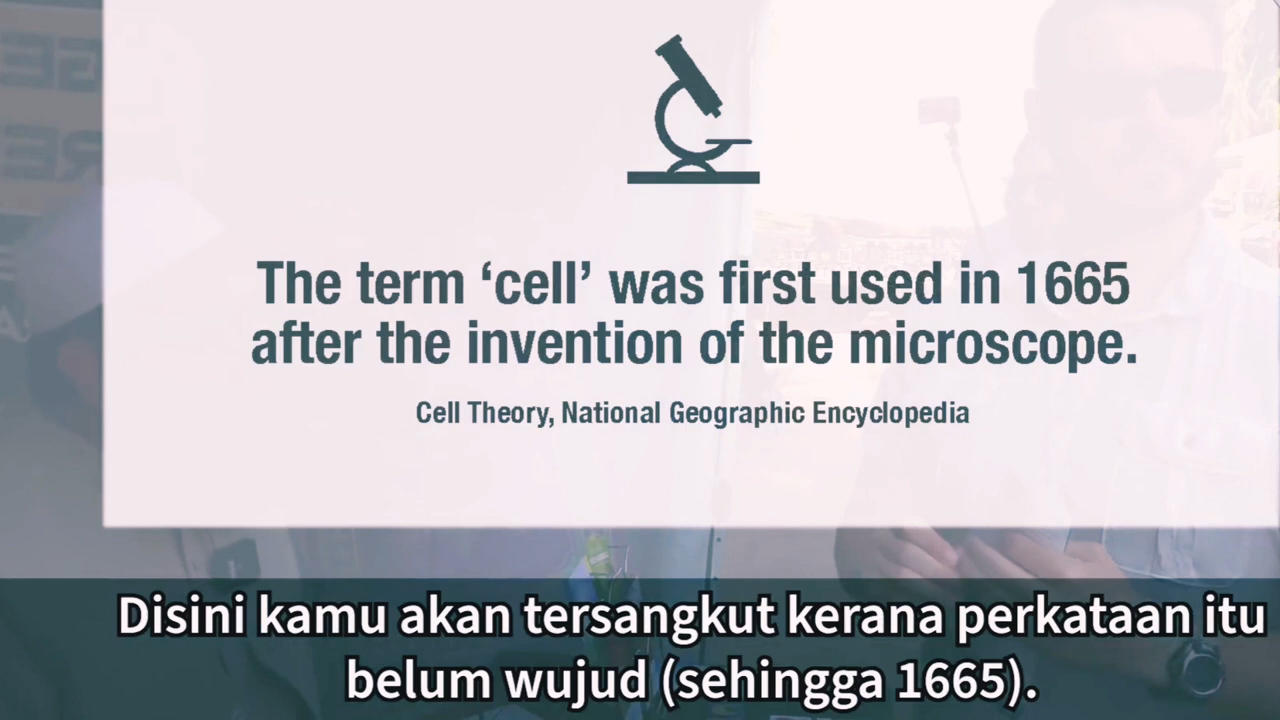 The term ‘cell’ was first used in 1665
after the invention of the microscope.
Cell Theory, National Geographic Encyclopedia
Disini kamu akan tersangkut kerana perkataan itu
belum wujud (sehingga 1665).